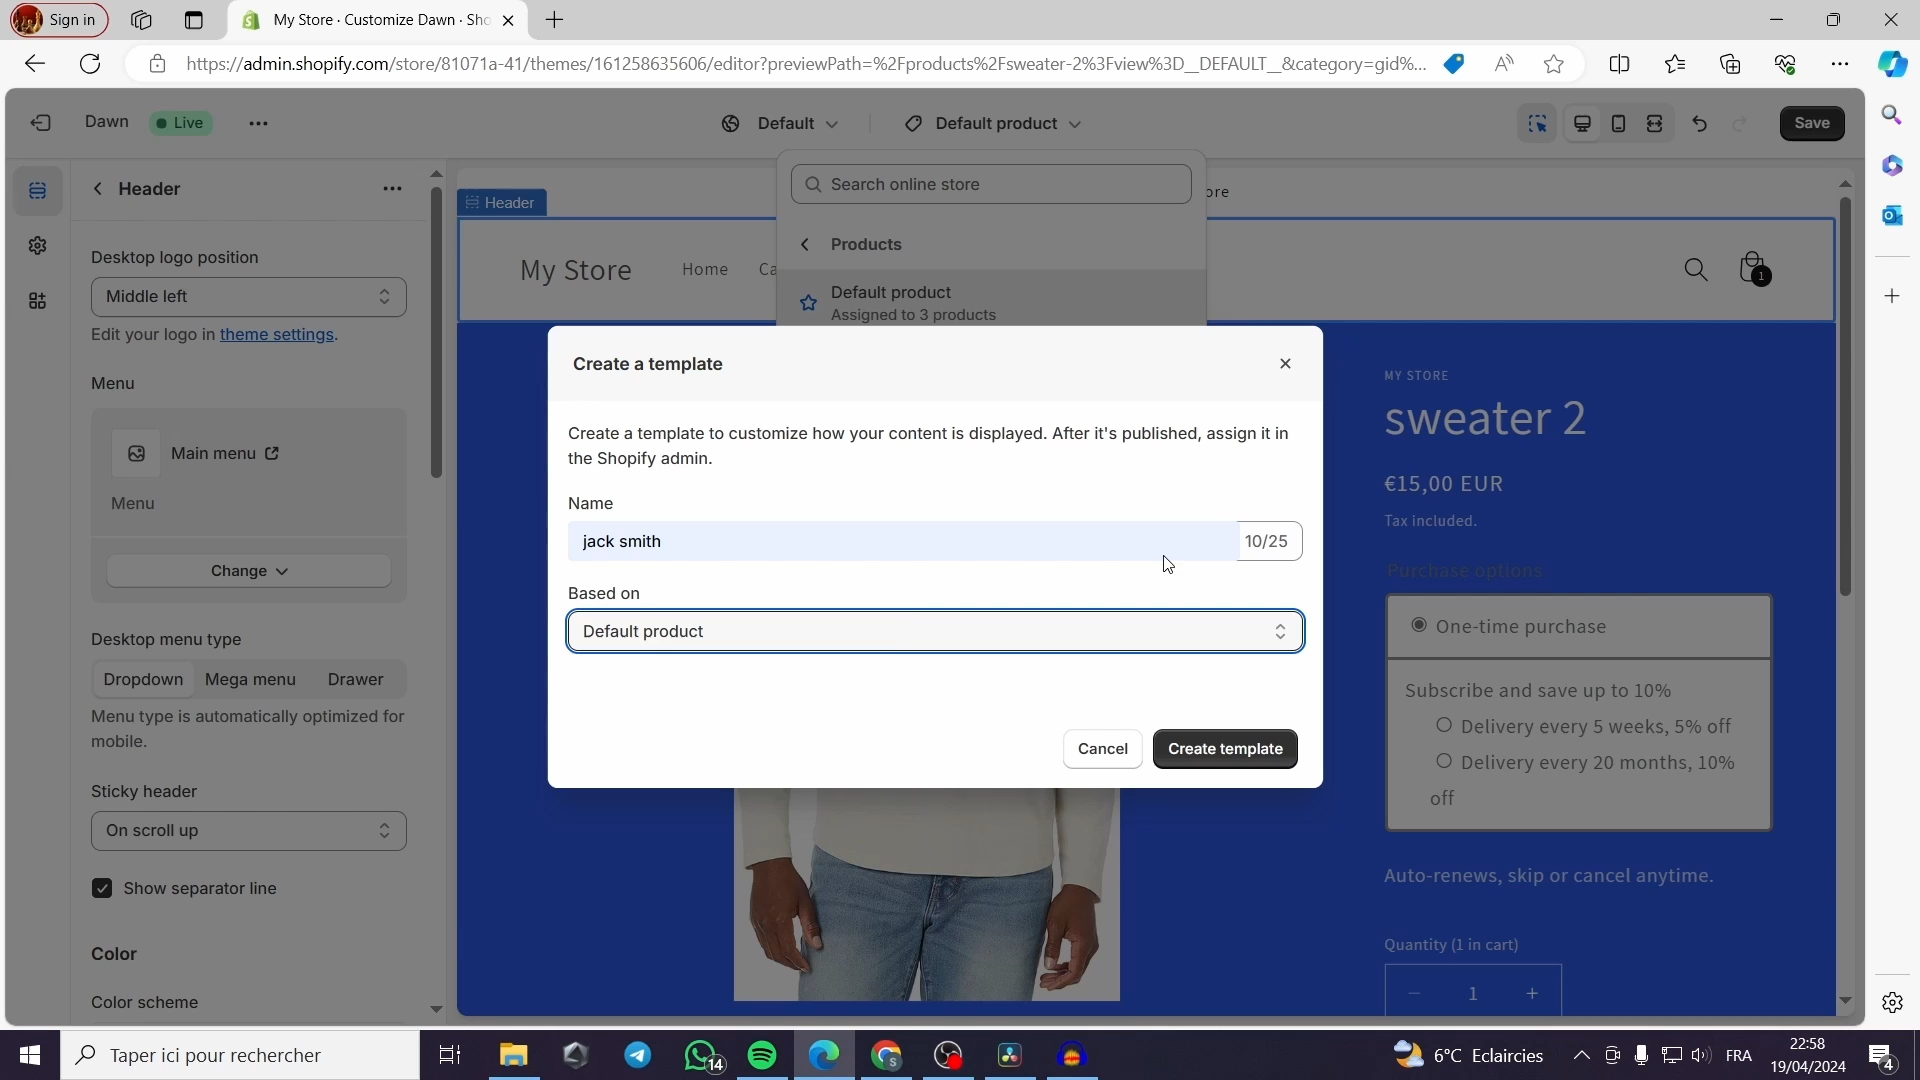 Sign in
My Store · Customize Dawn · Sho
https://admin.shopify.com/store/81071a-41/themes/161258635606/editor?previewPath=%2Fproducts%2Fsweater-2%3Fview%3D__DEFAULT__&category=gid%...
Dawn
Live
Default
Default product
Save
Header
Desktop logo position
Middle left
Edit your logo in theme settings.
Menu
Main menu
Menu
Change
Desktop menu type
Dropdown
Mega menu
Drawer
Menu type is automatically optimized for
mobile.
Sticky header
On scroll up
Show separator line
Color
Color scheme
Header
ore
My Store
Home
Ca
1
Search online store
Products
Default product
Assigned to 3 products
Create a template
Create a template to customize how your content is displayed. After it's published, assign it in
the Shopify admin.
Name
jack smith
10/25
Based on
Default product
Cancel
Create template
MY STORE
sweater 2
€15,00 EUR
Tax included.
Purchase options
One-time purchase
Subscribe and save up to 10%
Delivery every 5 weeks, 5% off
Delivery every 20 months, 10%
off
Auto-renews, skip or cancel anytime.
Quantity (1 in cart)
− 1 +
Taper ici pour rechercher
14
6°C Eclaircies
FRA
22:58
19/04/2024
4